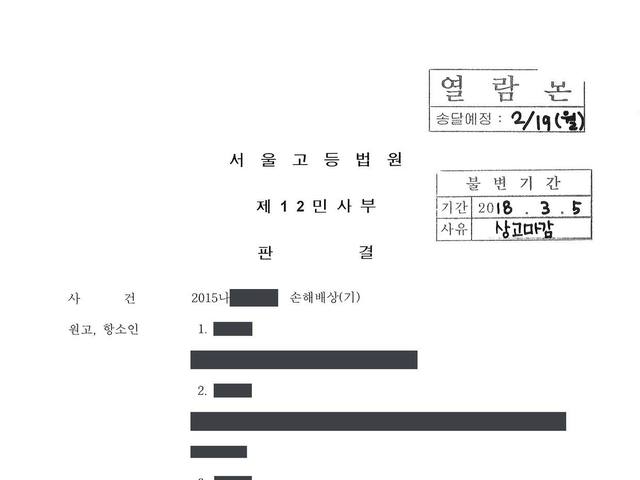 열 람 본
송달예정 : 2/19(월)
서 울 고 등 법 원
불 변 기 간
제 1 2 민 사 부
기간 2018 . 3 . 5
사유 상고마감
판 결
사 건 2015나 손해배상(기)
원고, 항소인 1.
2.